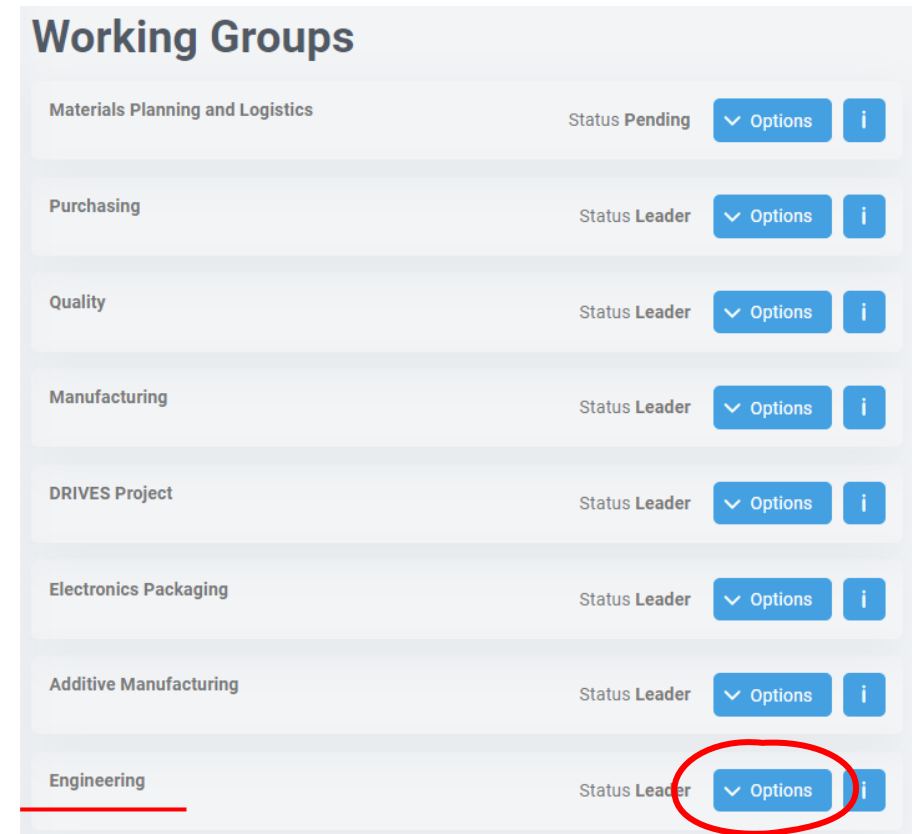 Working Groups
Materials Planning and Logistics Status Pending Options i
Purchasing Status Leader Options i
Quality Status Leader Options i
Manufacturing Status Leader Options i
DRIVES Project Status Leader Options i
Electronics Packaging Status Leader Options i
Additive Manufacturing Status Leader Options i
Engineering Status Leader Options i